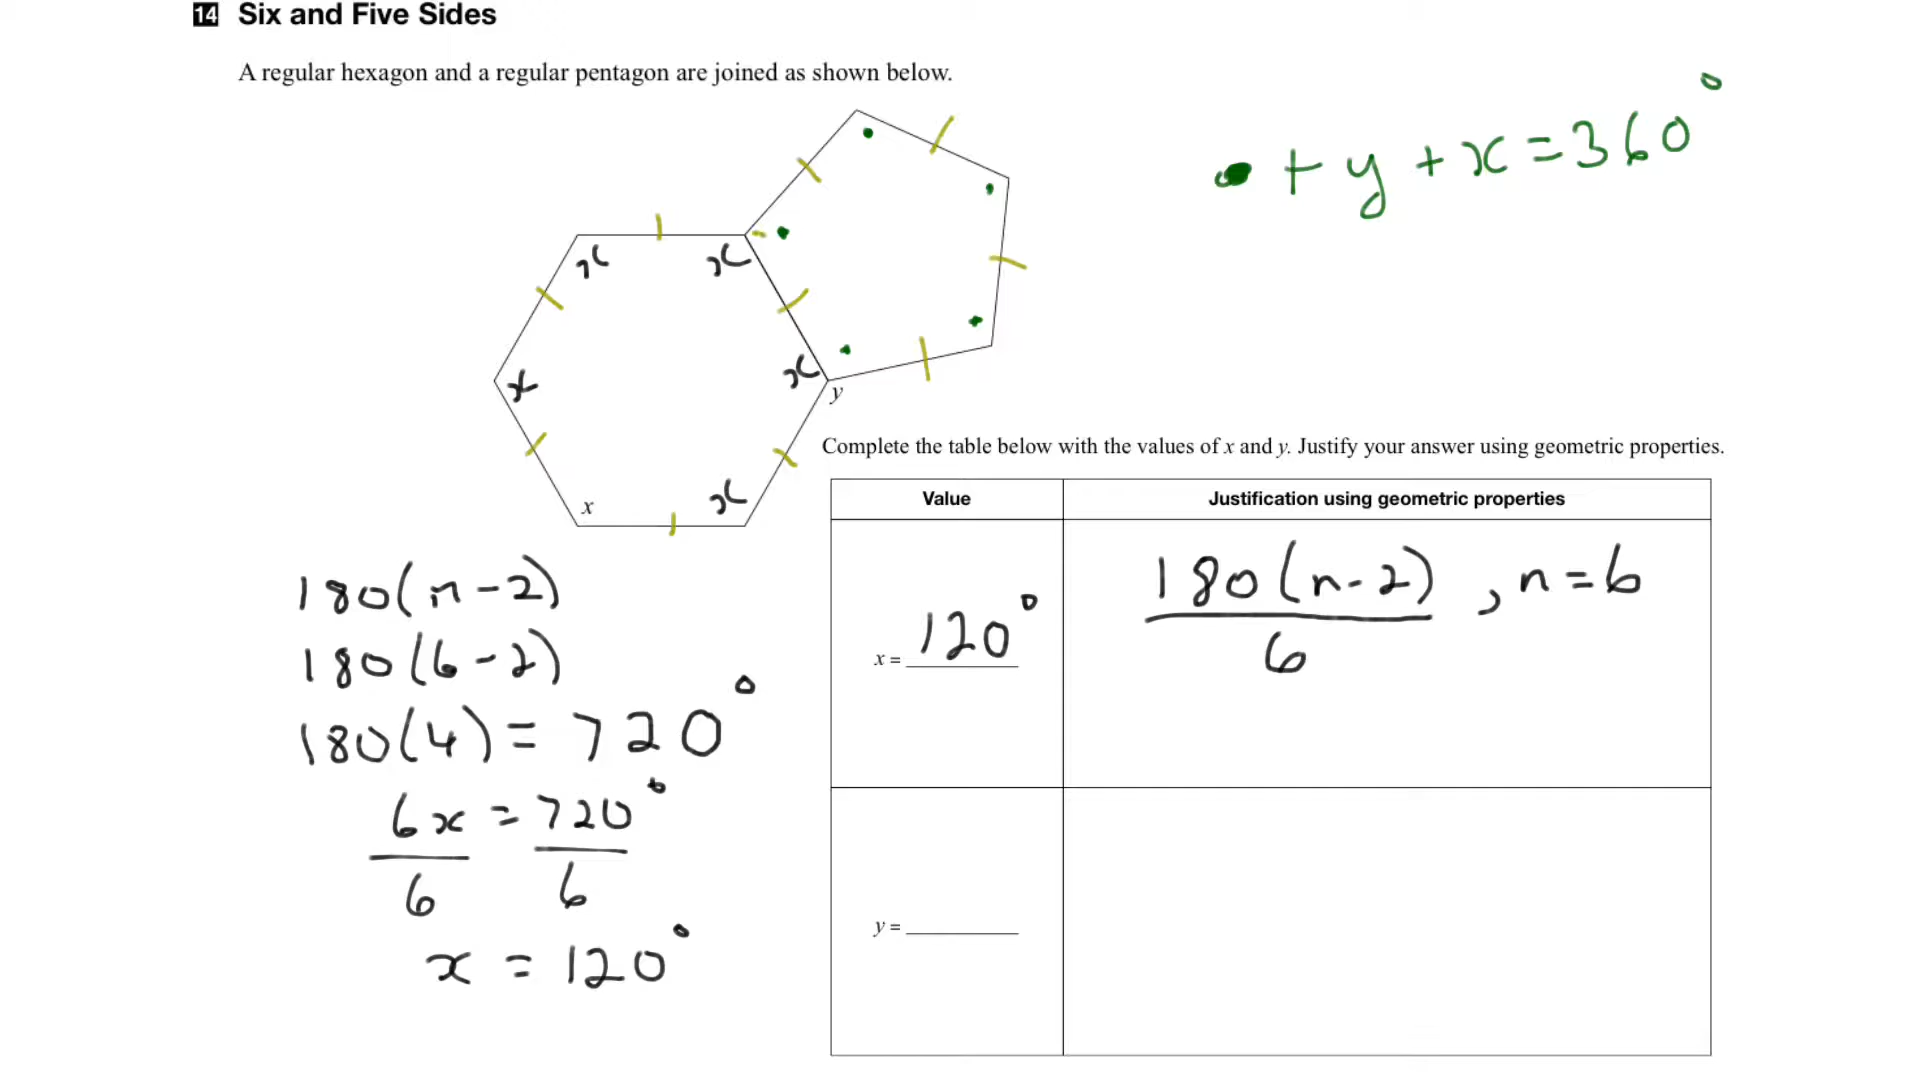 14 Six and Five Sides
A regular hexagon and a regular pentagon are joined as shown below.
• + y + x = 360°
x x
x x
y
x x
Complete the table below with the values of x and y. Justify your answer using geometric properties.
Value Justification using geometric properties
x = 120° 180(n-2)/6 , n = 6
y = ______
180(n-2)
180(6-2)
180(4) = 720°
6x/6 = 720°/6
x = 120°